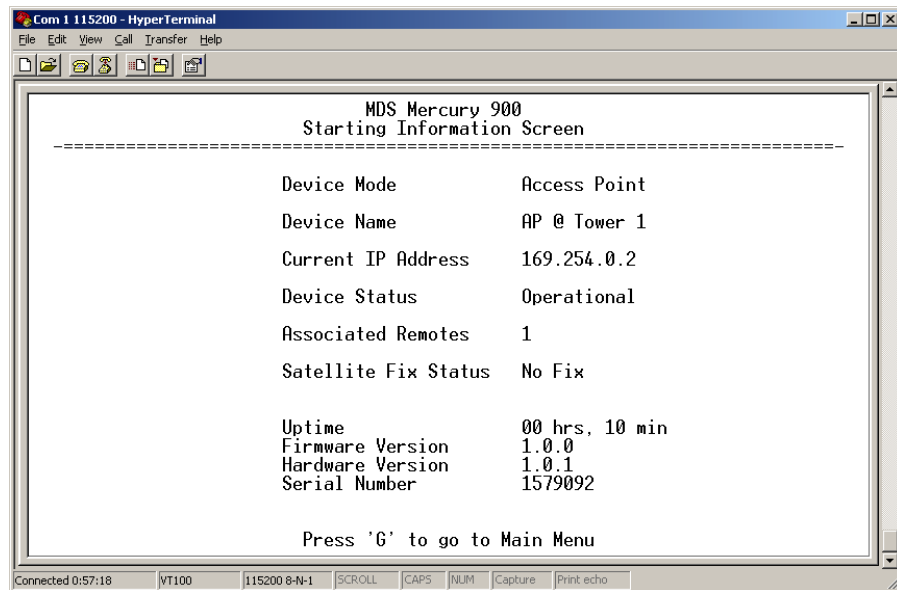 Com 1 115200 - HyperTerminal
File Edit View Call Transfer Help
MDS Mercury 900
Starting Information Screen
-==========================================================================-
Device Mode Access Point
Device Name AP @ Tower 1
Current IP Address 169.254.0.2
Device Status Operational
Associated Remotes 1
Satellite Fix Status No Fix
Uptime 00 hrs, 10 min
Firmware Version 1.0.0
Hardware Version 1.0.1
Serial Number 1579092
Press 'G' to go to Main Menu
Connected 0:57:18 VT100 115200 8-N-1 SCROLL CAPS NUM Capture Print echo